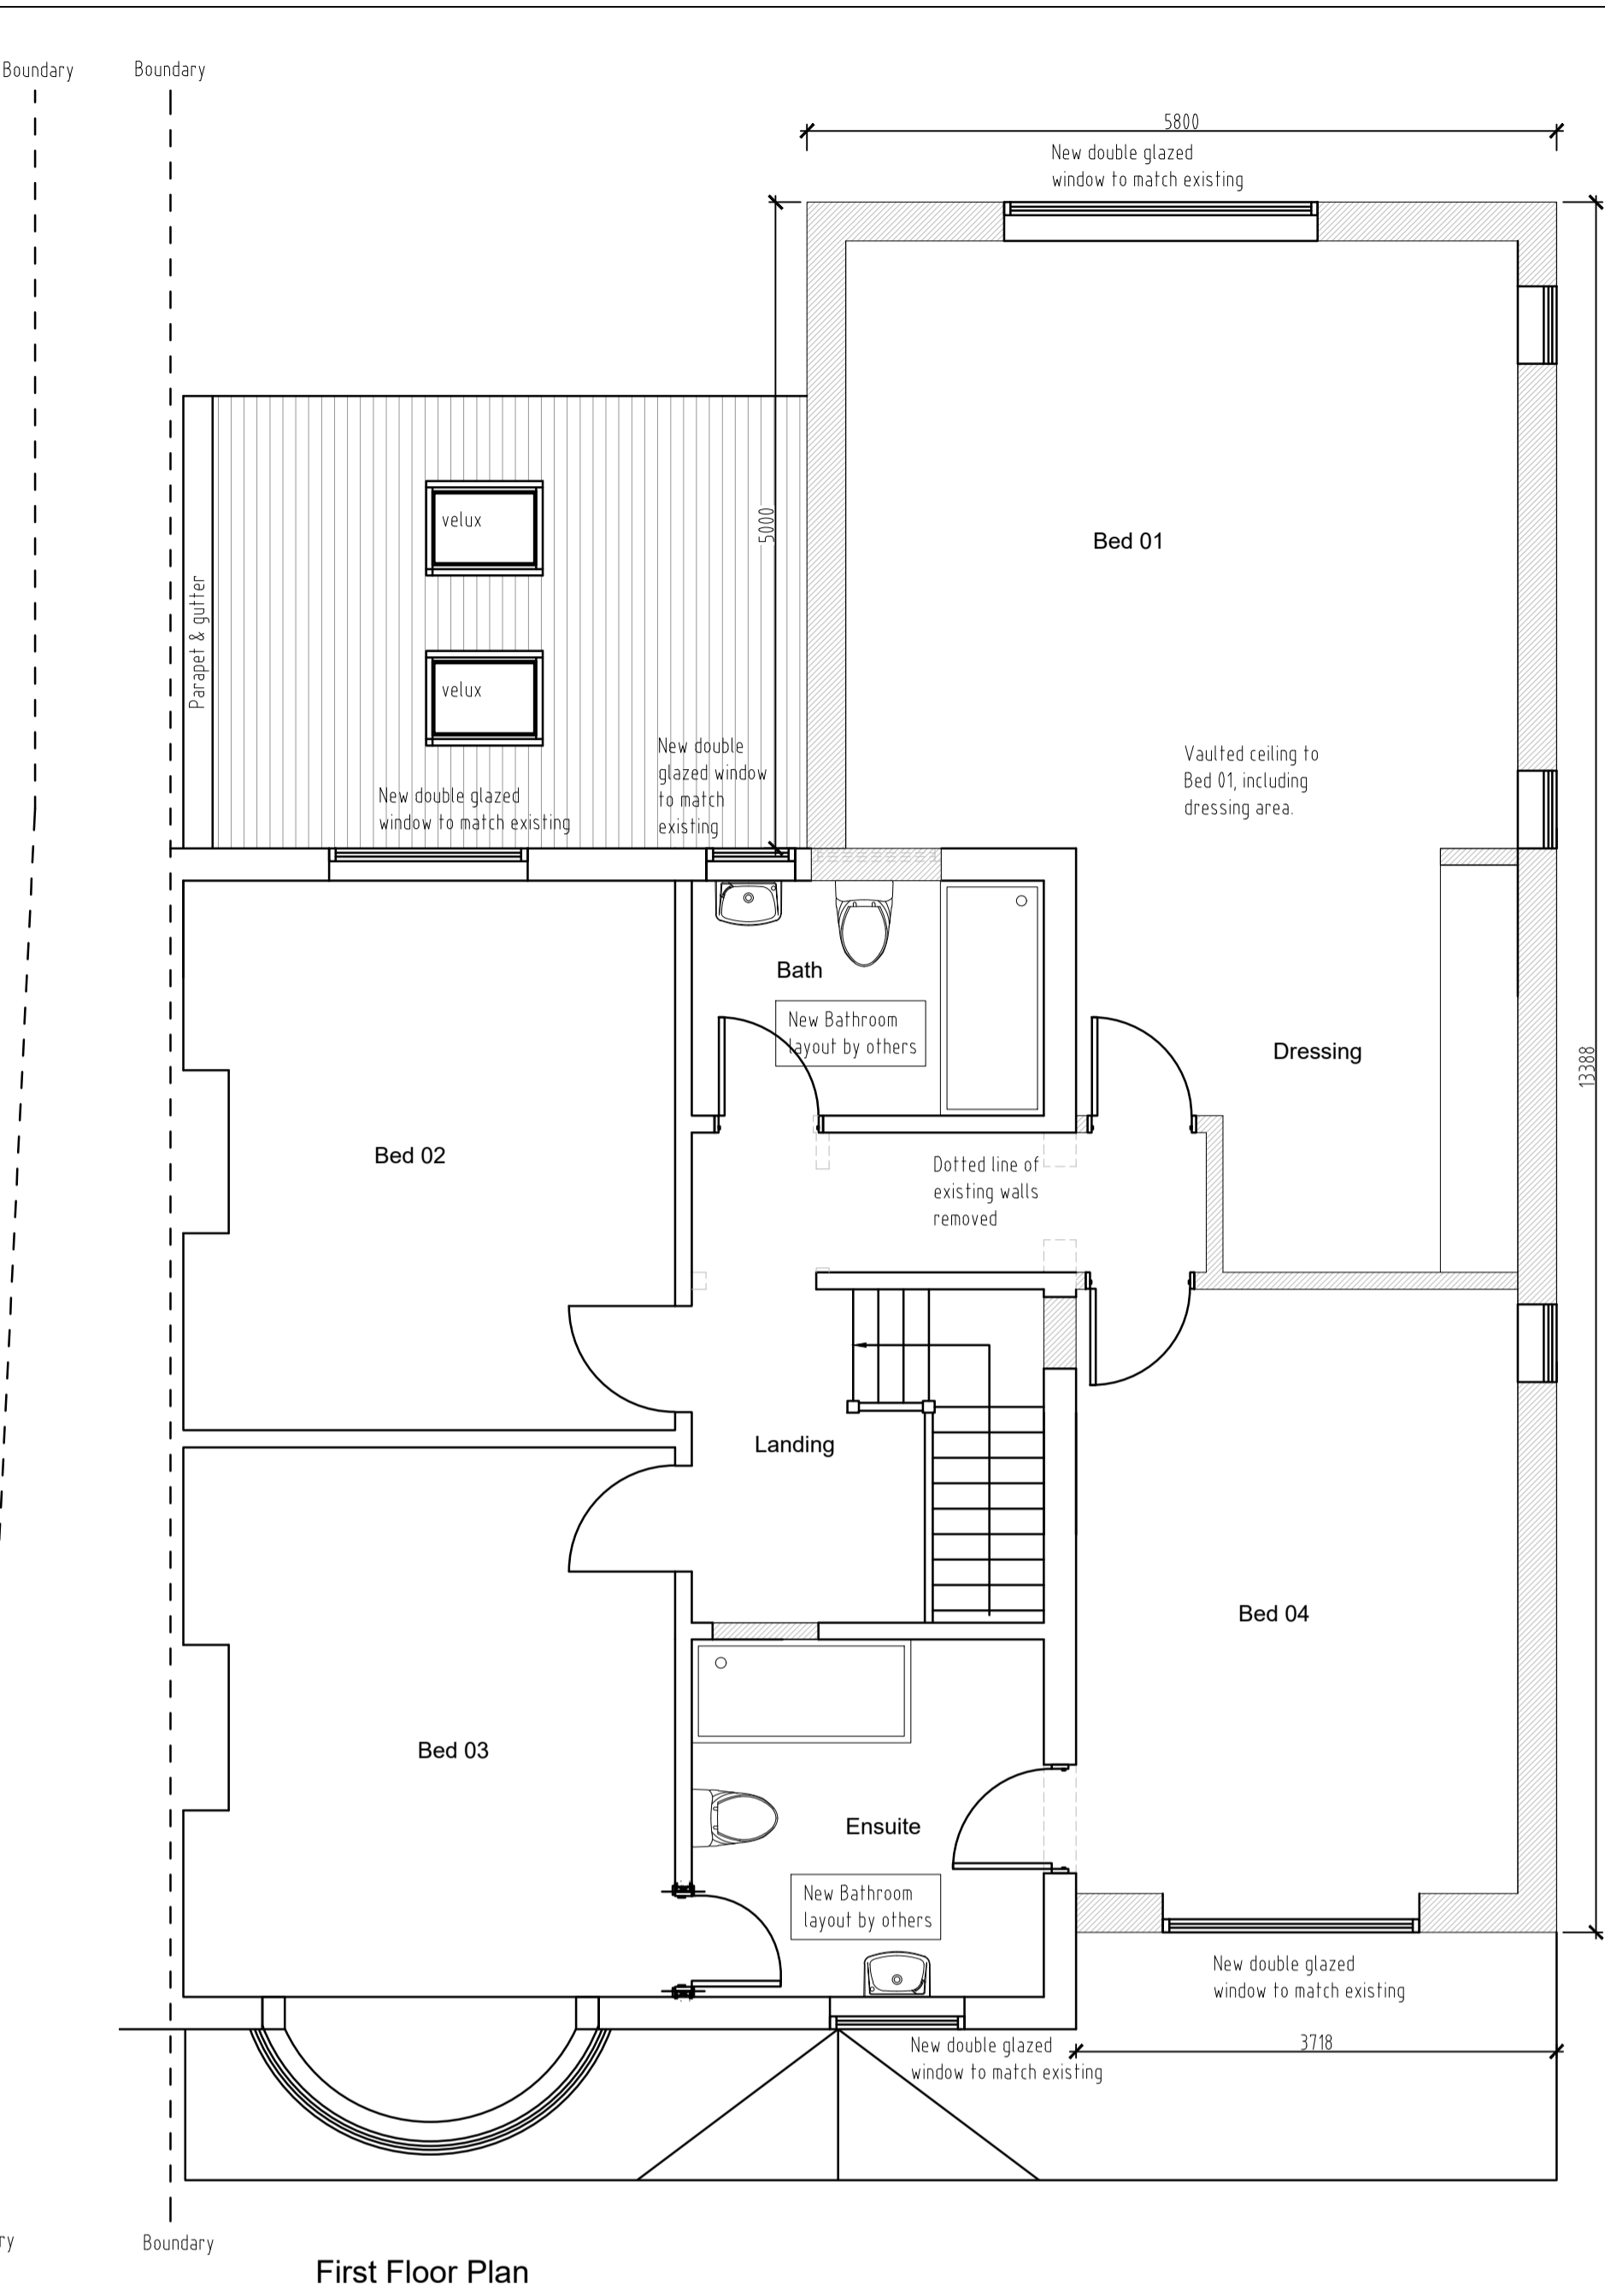 Boundary
Boundary
5800
New double glazed
window to match existing
velux
5000
Bed 01
Parapet & gutter
velux
New double
glazed window
to match
existing
New double glazed
window to match existing
Vaulted ceiling to
Bed 01, including
dressing area.
Bath
New Bathroom
layout by others
Dressing
13388
Bed 02
Dotted line of
existing walls
removed
Landing
Bed 04
Bed 03
Ensuite
New Bathroom
layout by others
New double glazed
window to match existing
New double glazed
window to match existing
3718
ry
Boundary
First Floor Plan